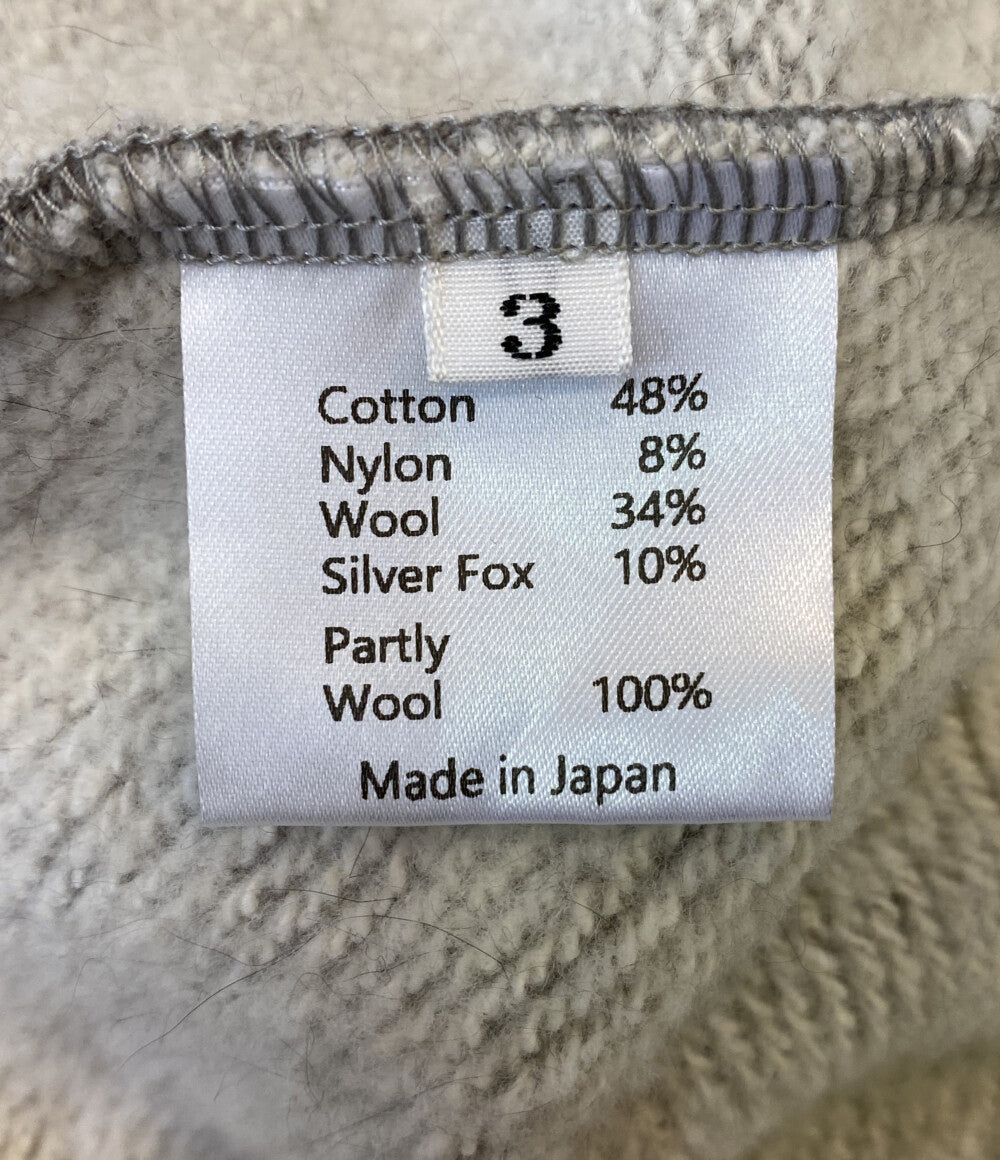 3
Cotton 48%
Nylon 8%
Wool 34%
Silver Fox 10%
Partly
Wool 100%
Made in Japan